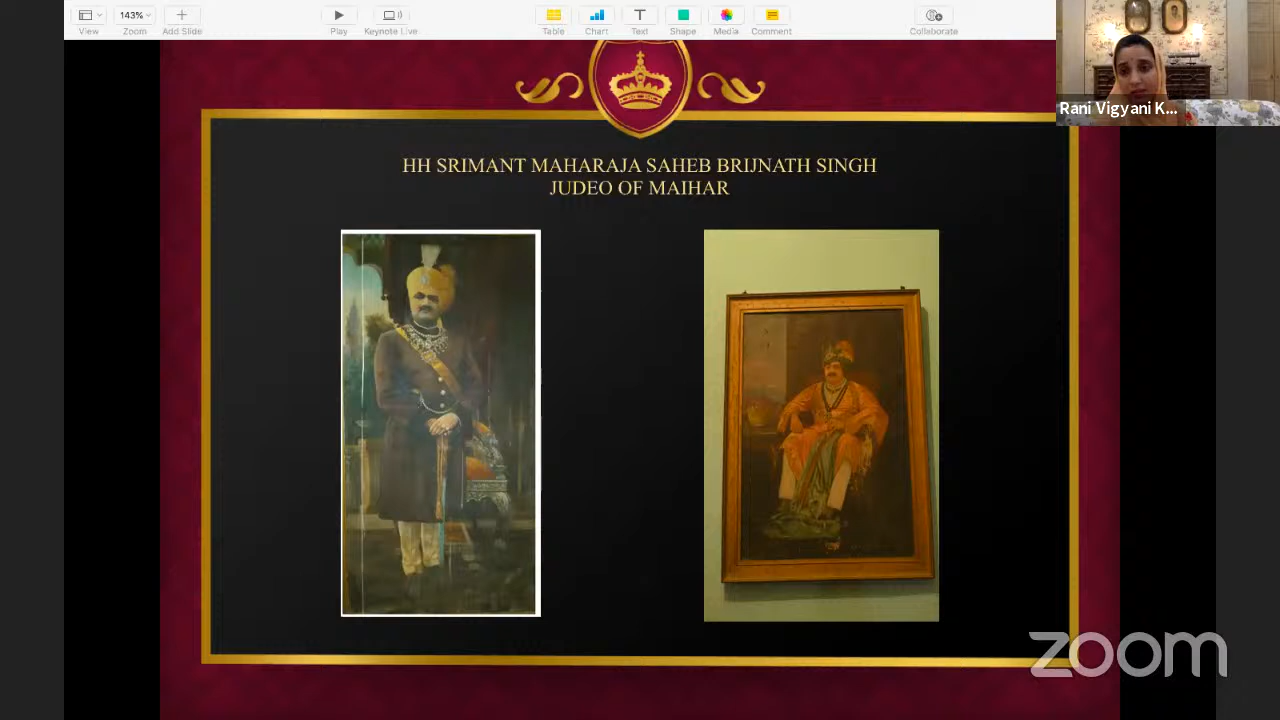 143%
View
Zoom
Add Slide
Play
Keynote Live
Table
Chart
Text
Shape
Media
Comment
Collaborate
Rani Vigyani K...
HH SRIMANT MAHARAJA SAHEB BRIJNATH SINGH
JUDEO OF MAIHAR
zoom